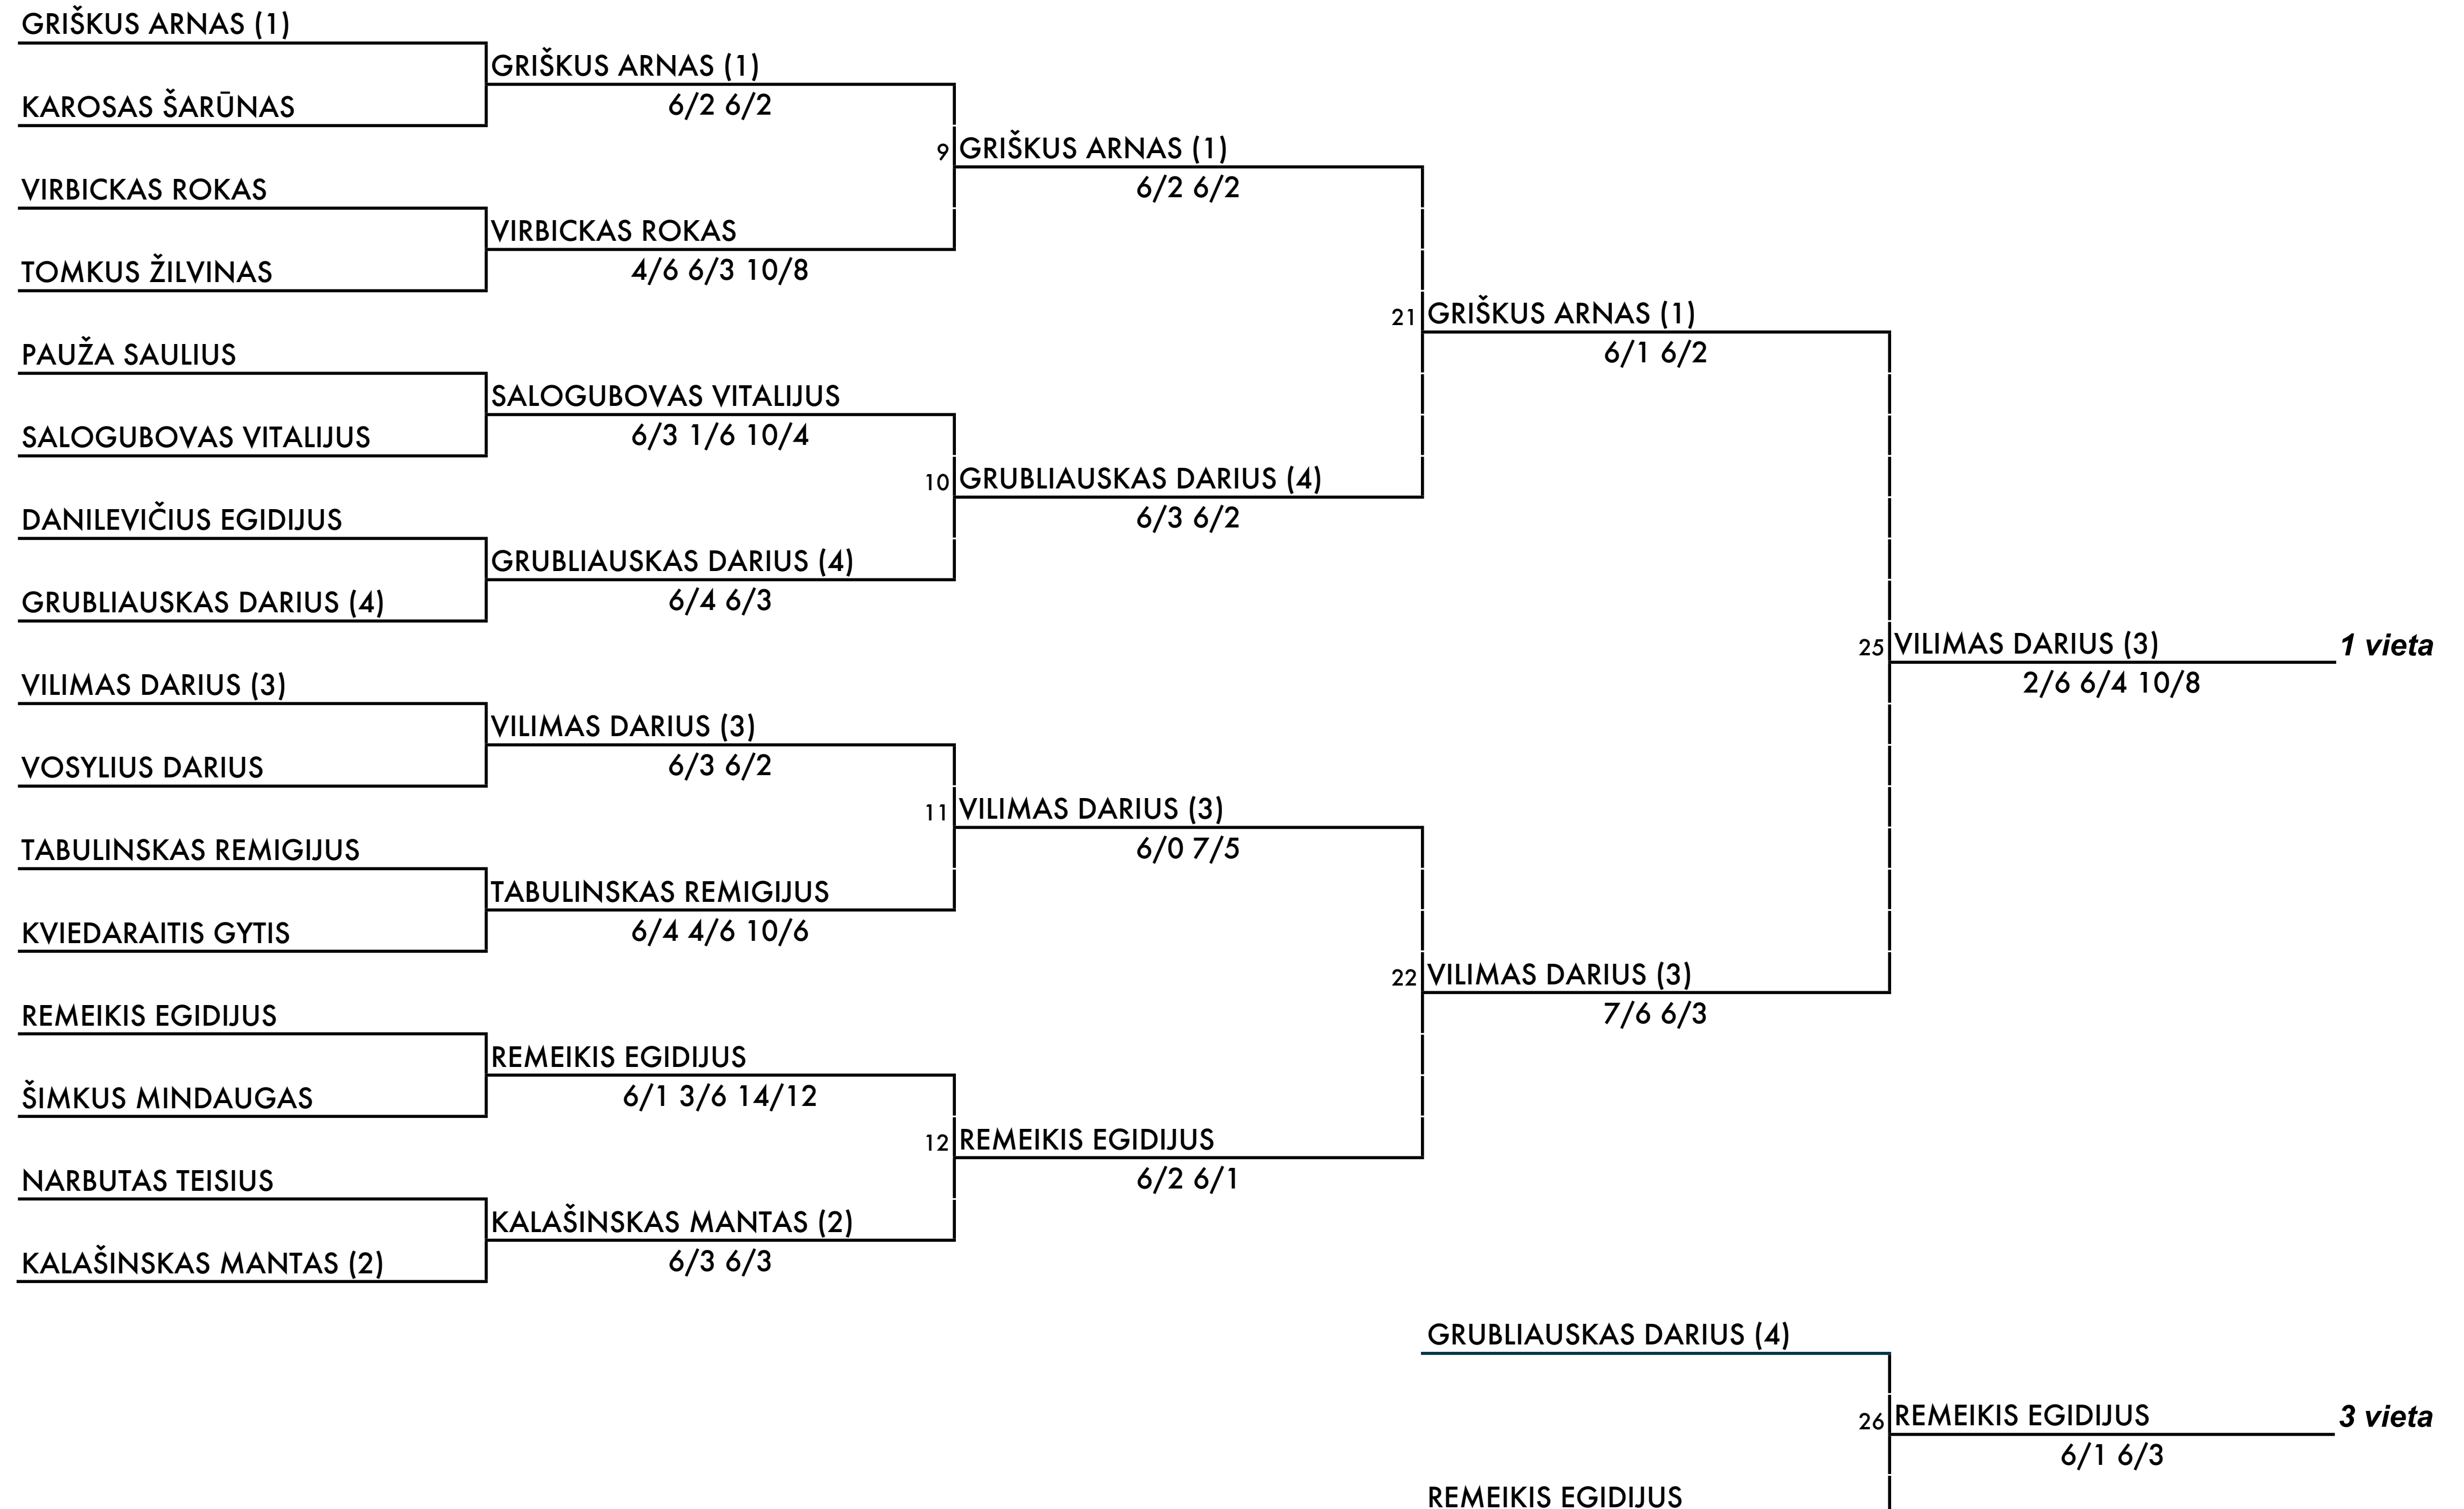 GRIŠKUS ARNAS (1)
GRIŠKUS ARNAS (1)
KAROSAS ŠARŪNAS
6/2 6/2
9 GRIŠKUS ARNAS (1)
VIRBICKAS ROKAS
6/2 6/2
VIRBICKAS ROKAS
TOMKUS ŽILVINAS
4/6 6/3 10/8
21 GRIŠKUS ARNAS (1)
PAUŽA SAULIUS
6/1 6/2
SALOGUBOVAS VITALIJUS
SALOGUBOVAS VITALIJUS
6/3 1/6 10/4
10 GRUBLIAUSKAS DARIUS (4)
DANILEVIČIUS EGIDIJUS
6/3 6/2
GRUBLIAUSKAS DARIUS (4)
GRUBLIAUSKAS DARIUS (4)
6/4 6/3
25 VILIMAS DARIUS (3) 1 vieta
VILIMAS DARIUS (3)
2/6 6/4 10/8
VILIMAS DARIUS (3)
VOSYLIUS DARIUS
6/3 6/2
11 VILIMAS DARIUS (3)
TABULINSKAS REMIGIJUS
6/0 7/5
TABULINSKAS REMIGIJUS
KVIEDARAITIS GYTIS
6/4 4/6 10/6
22 VILIMAS DARIUS (3)
REMEIKIS EGIDIJUS
7/6 6/3
REMEIKIS EGIDIJUS
ŠIMKUS MINDAUGAS
6/1 3/6 14/12
12 REMEIKIS EGIDIJUS
NARBUTAS TEISIUS
6/2 6/1
KALAŠINSKAS MANTAS (2)
KALAŠINSKAS MANTAS (2)
6/3 6/3
GRUBLIAUSKAS DARIUS (4)
26 REMEIKIS EGIDIJUS 3 vieta
6/1 6/3
REMEIKIS EGIDIJUS